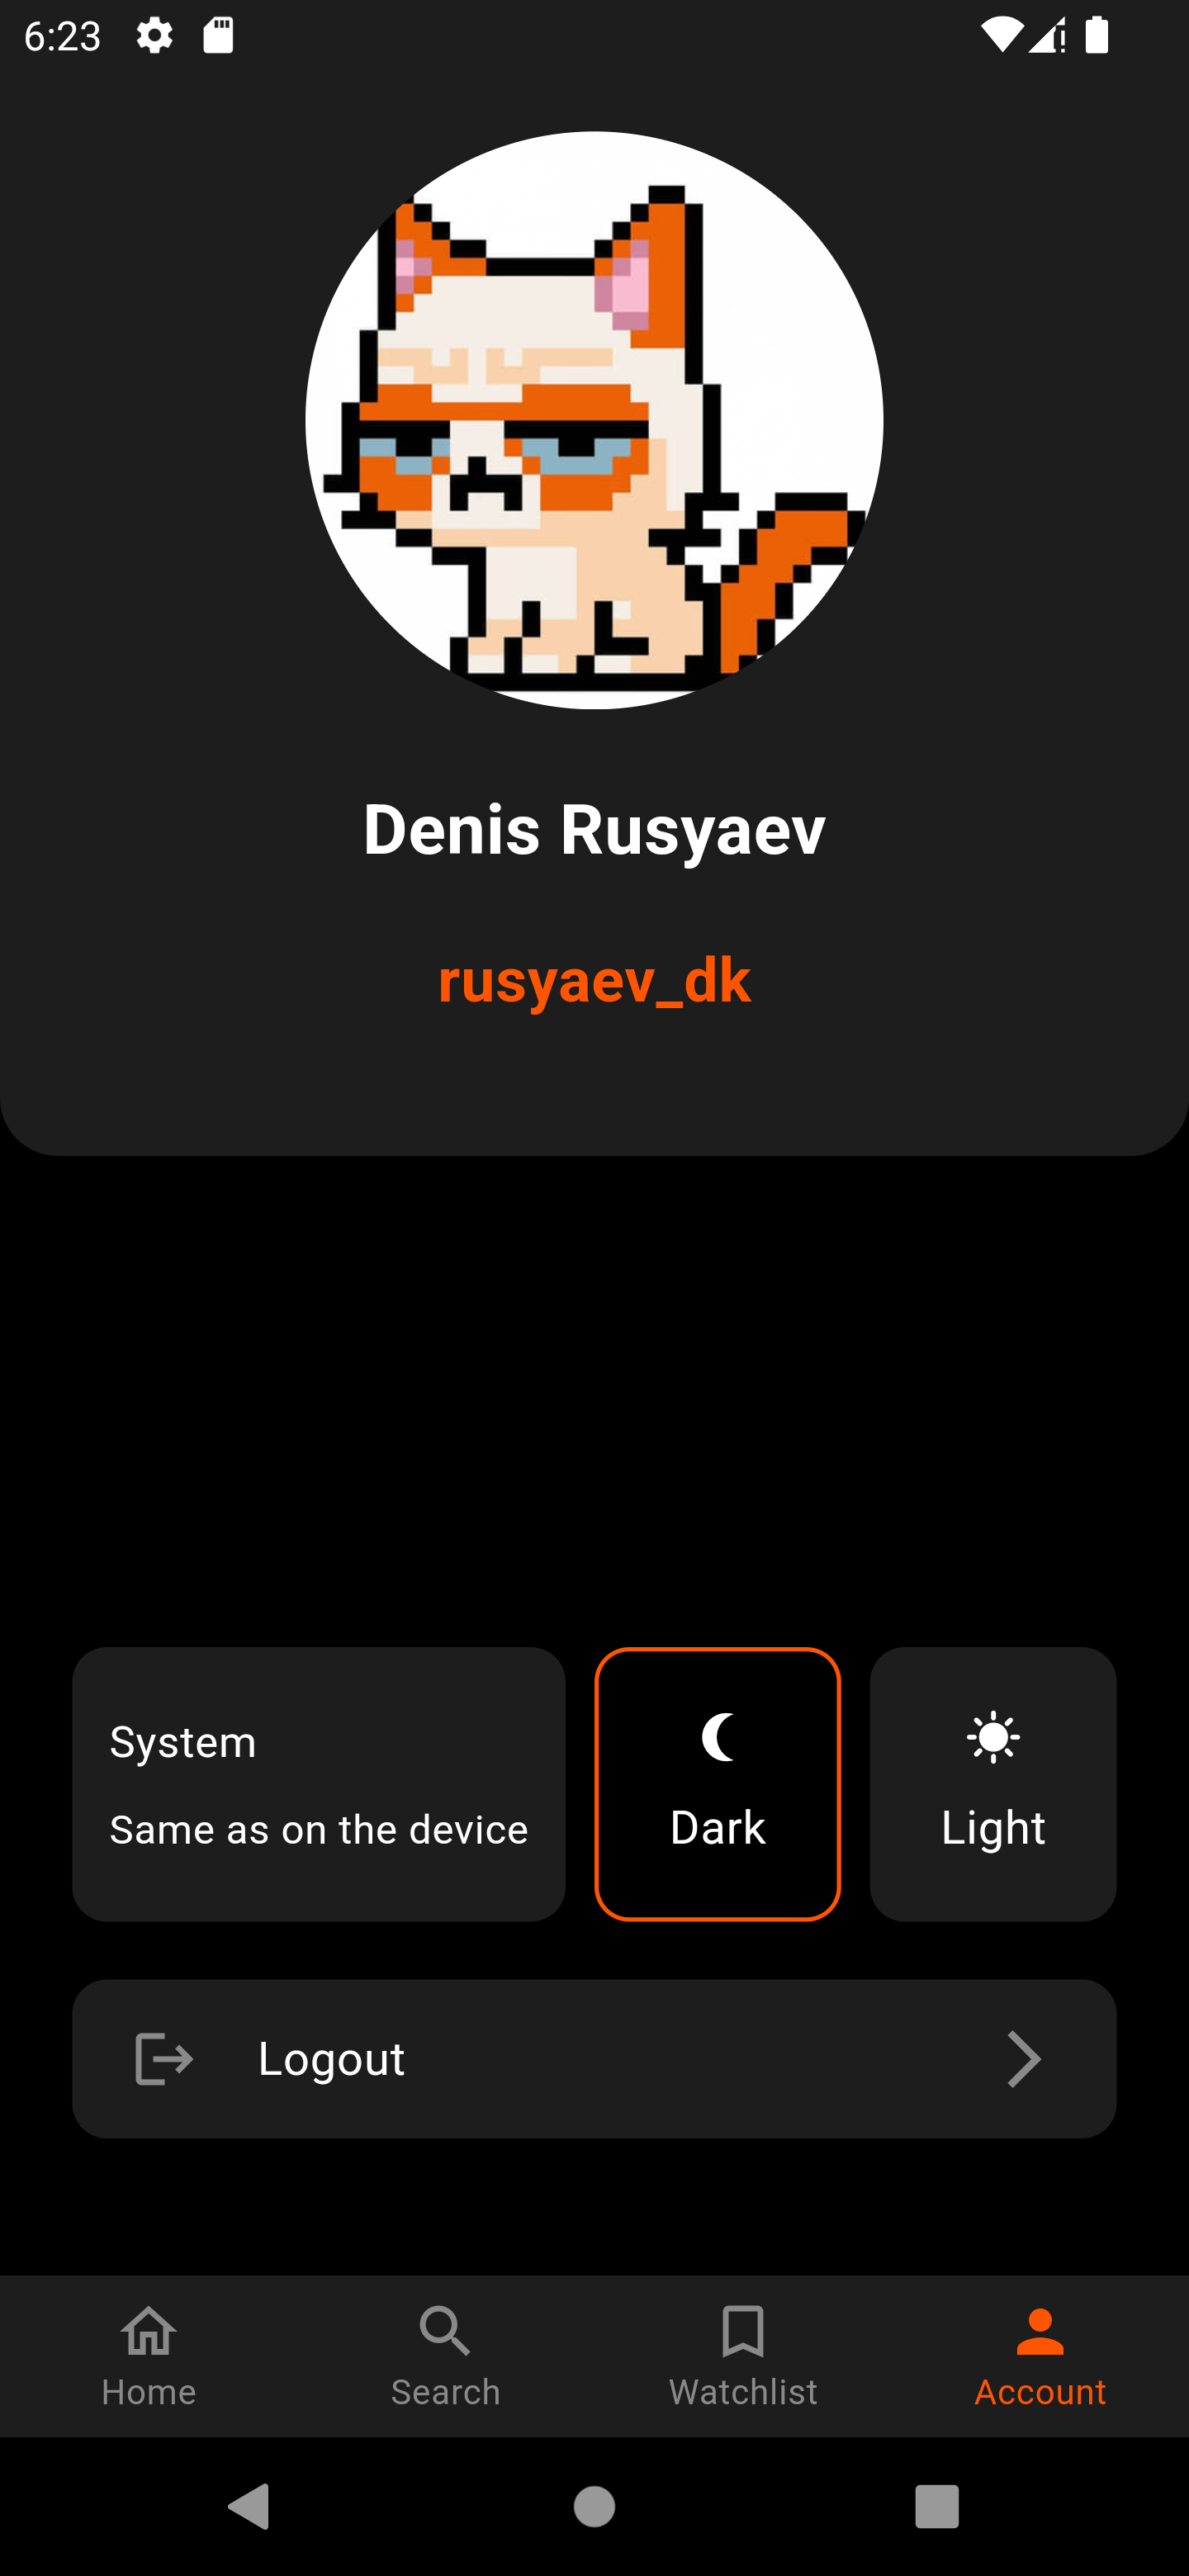 6:23
Denis Rusyaev
rusyaev_dk
System
Same as on the device
Dark
Light
Logout
Home
Search
Watchlist
Account